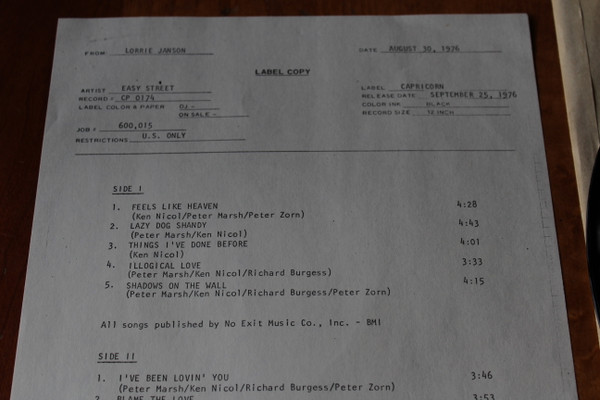 FROM LORRIE JANSON DATE AUGUST 30, 1976
LABEL COPY
ARTIST EASY STREET LABEL CAPRICORN
RECORD # CP 0174 RELEASE DATE SEPTEMBER 25, 1976
LABEL COLOR & PAPER DJ - COLOR INK BLACK
ON SALE - RECORD SIZE 12 INCH
JOB # 600,015
RESTRICTIONS U.S. ONLY
SIDE I
1. FEELS LIKE HEAVEN 4:28
(Ken Nicol/Peter Marsh/Peter Zorn)
2. LAZY DOG SHANDY 4:43
(Peter Marsh/Ken Nicol)
3. THINGS I'VE DONE BEFORE 4:01
(Ken Nicol)
4. ILLOGICAL LOVE 3:33
(Peter Marsh/Ken Nicol/Richard Burgess)
5. SHADOWS ON THE WALL 4:15
(Peter Marsh/Ken Nicol/Richard Burgess/Peter Zorn)
All songs published by No Exit Music Co., Inc. - BMI
SIDE II
1. I'VE BEEN LOVIN' YOU 3:46
(Peter Marsh/Ken Nicol/Richard Burgess/Peter Zorn)
2. BLAME THE LOVE 3:53